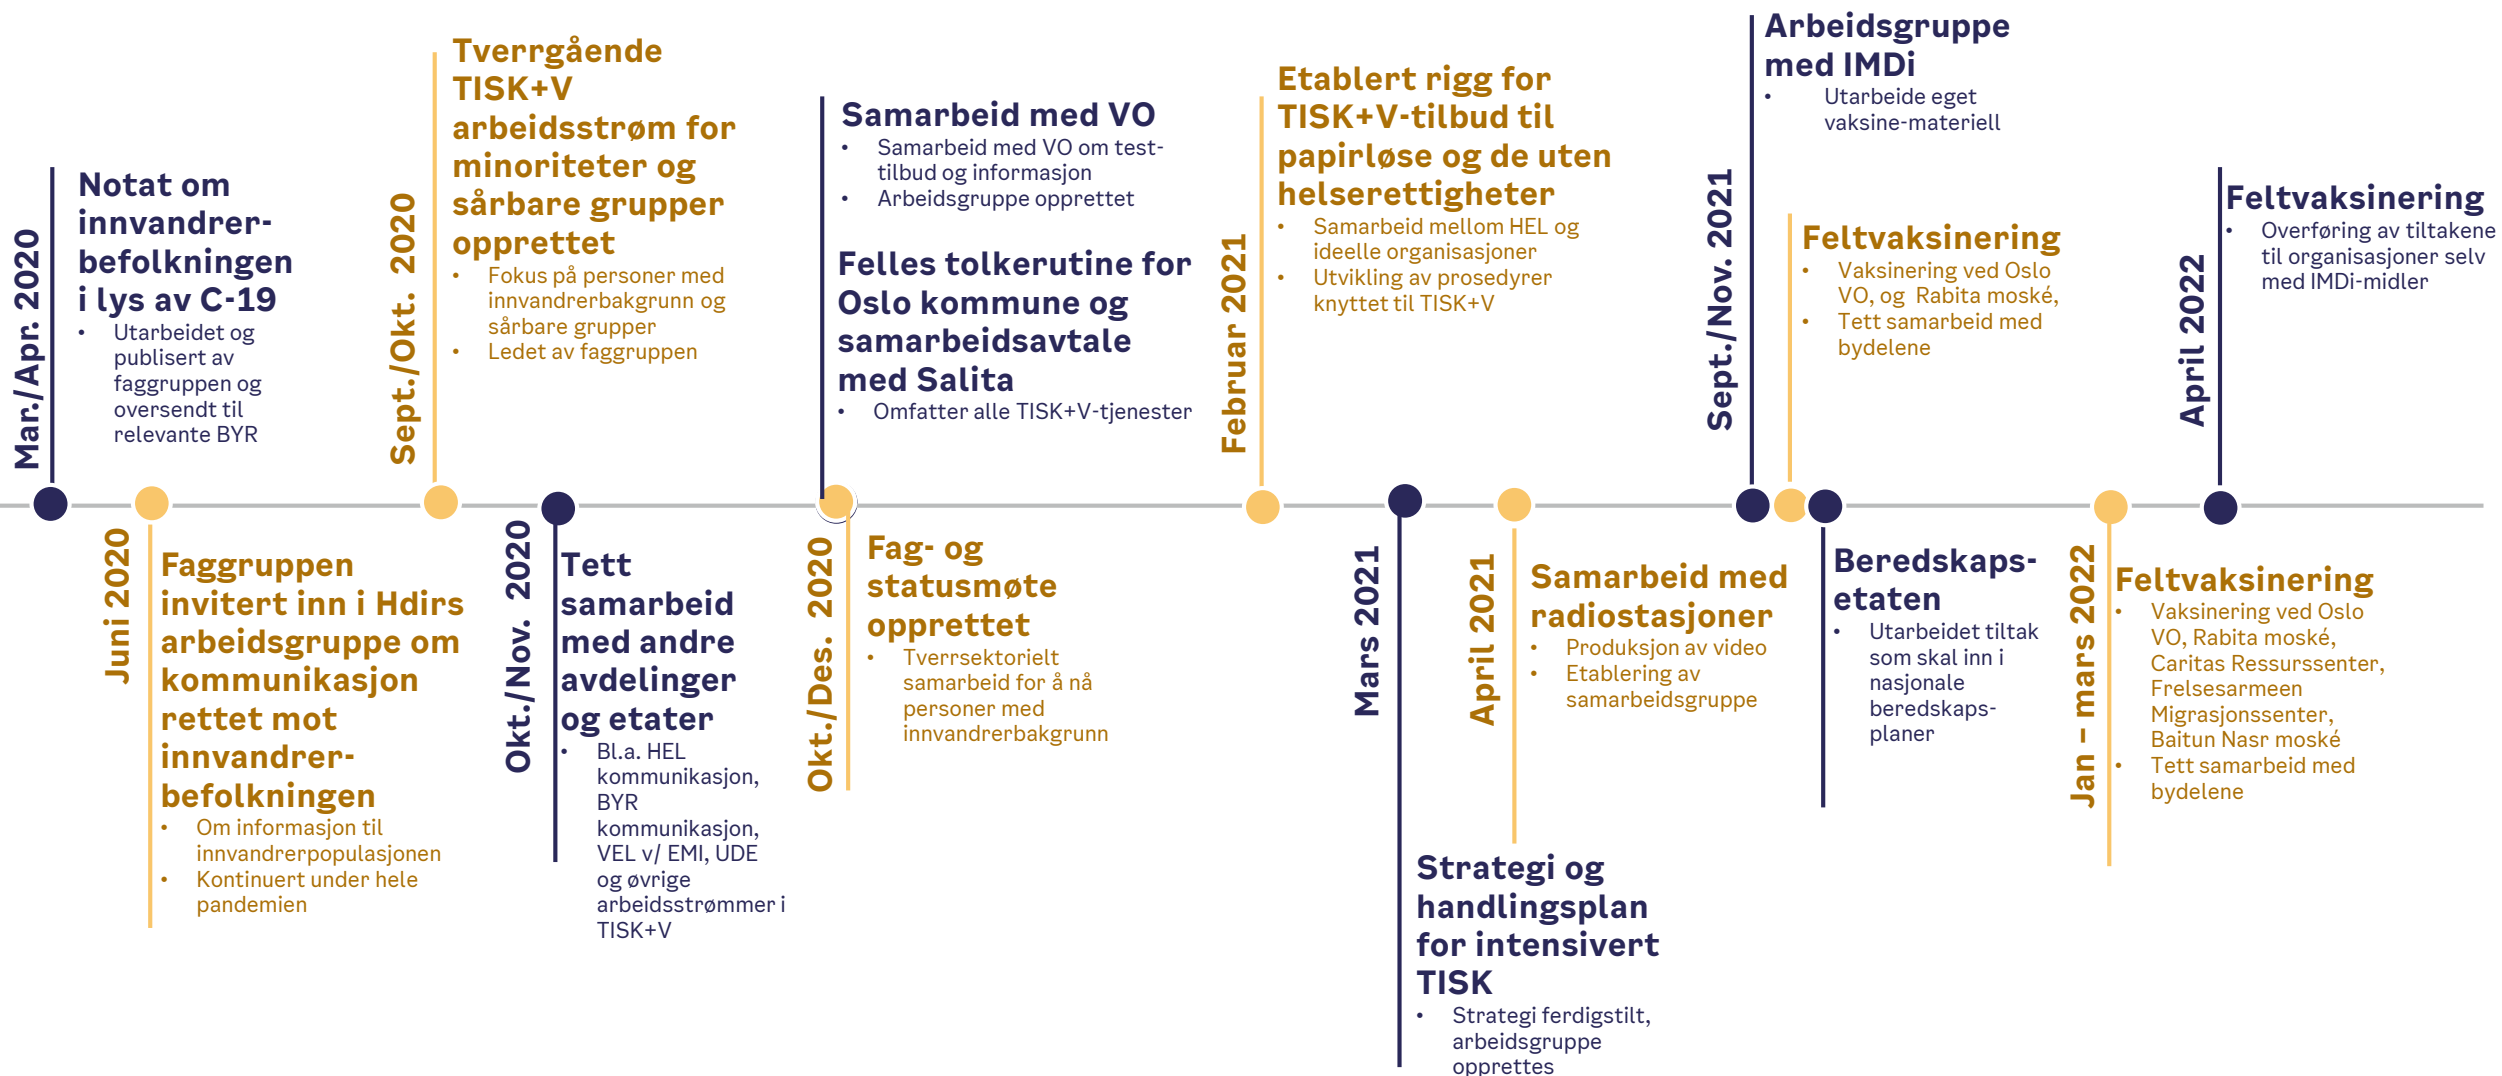 Mar./Apr. 2020
Notat om
innvandrer-
befolkningen
i lys av C-19
• Utarbeidet og
publisert av
faggruppen og
oversendt til
relevante BYR
Juni 2020
Faggruppen
invitert inn i Hdirs
arbeidsgruppe om
kommunikasjon
rettet mot
innvandrer-
befolkningen
• Om informasjon til
innvandrerpopulasjonen
• Kontinuert under hele
pandemien
Sept./Okt. 2020
Tverrgående
TISK+V
arbeidsstrøm for
minoriteter og
sårbare grupper
opprettet
• Fokus på personer med
innvandrerbakgrunn og
sårbare grupper
• Ledet av faggruppen
Okt./Nov. 2020
Tett
samarbeid
med andre
avdelinger
og etater
• Bl.a. HEL
kommunikasjon,
BYR
kommunikasjon,
VEL v/ EMI, UDE
og øvrige
arbeidsstrømmer i
TISK+V
Samarbeid med VO
• Samarbeid med VO om test-
tilbud og informasjon
• Arbeidsgruppe opprettet
Felles tolkerutine for
Oslo kommune og
samarbeidsavtale
med Salita
• Omfatter alle TISK+V-tjenester
Okt./Des. 2020
Fag- og
statusmøte
opprettet
• Tverrsektorielt
samarbeid for å nå
personer med
innvandrerbakgrunn
Februar 2021
Etablert rigg for
TISK+V-tilbud til
papirløse og de uten
helserettigheter
• Samarbeid mellom HEL og
ideelle organisasjoner
• Utvikling av prosedyrer
knyttet til TISK+V
Mars 2021
Strategi og
handlingsplan
for intensivert
TISK
• Strategi ferdigstilt,
arbeidsgruppe
opprettes
April 2021
Samarbeid med
radiostasjoner
• Produksjon av video
• Etablering av
samarbeidsgruppe
Sept./Nov. 2021
Arbeidsgruppe
med IMDi
• Utarbeide eget
vaksine-materiell
Feltvaksinering
• Vaksinering ved Oslo
VO, og Rabita moské,
• Tett samarbeid med
bydelene
Beredskaps-
etaten
• Utarbeidet tiltak
som skal inn i
nasjonale
beredskaps-
planer
Jan – mars 2022
Feltvaksinering
• Vaksinering ved Oslo
VO, Rabita moské,
Caritas Ressurssenter,
Frelsesarmeen
Migrasjonssenter,
Baitun Nasr moské
• Tett samarbeid med
bydelene
April 2022
Feltvaksinering
• Overføring av tiltakene
til organisasjoner selv
med IMDi-midler